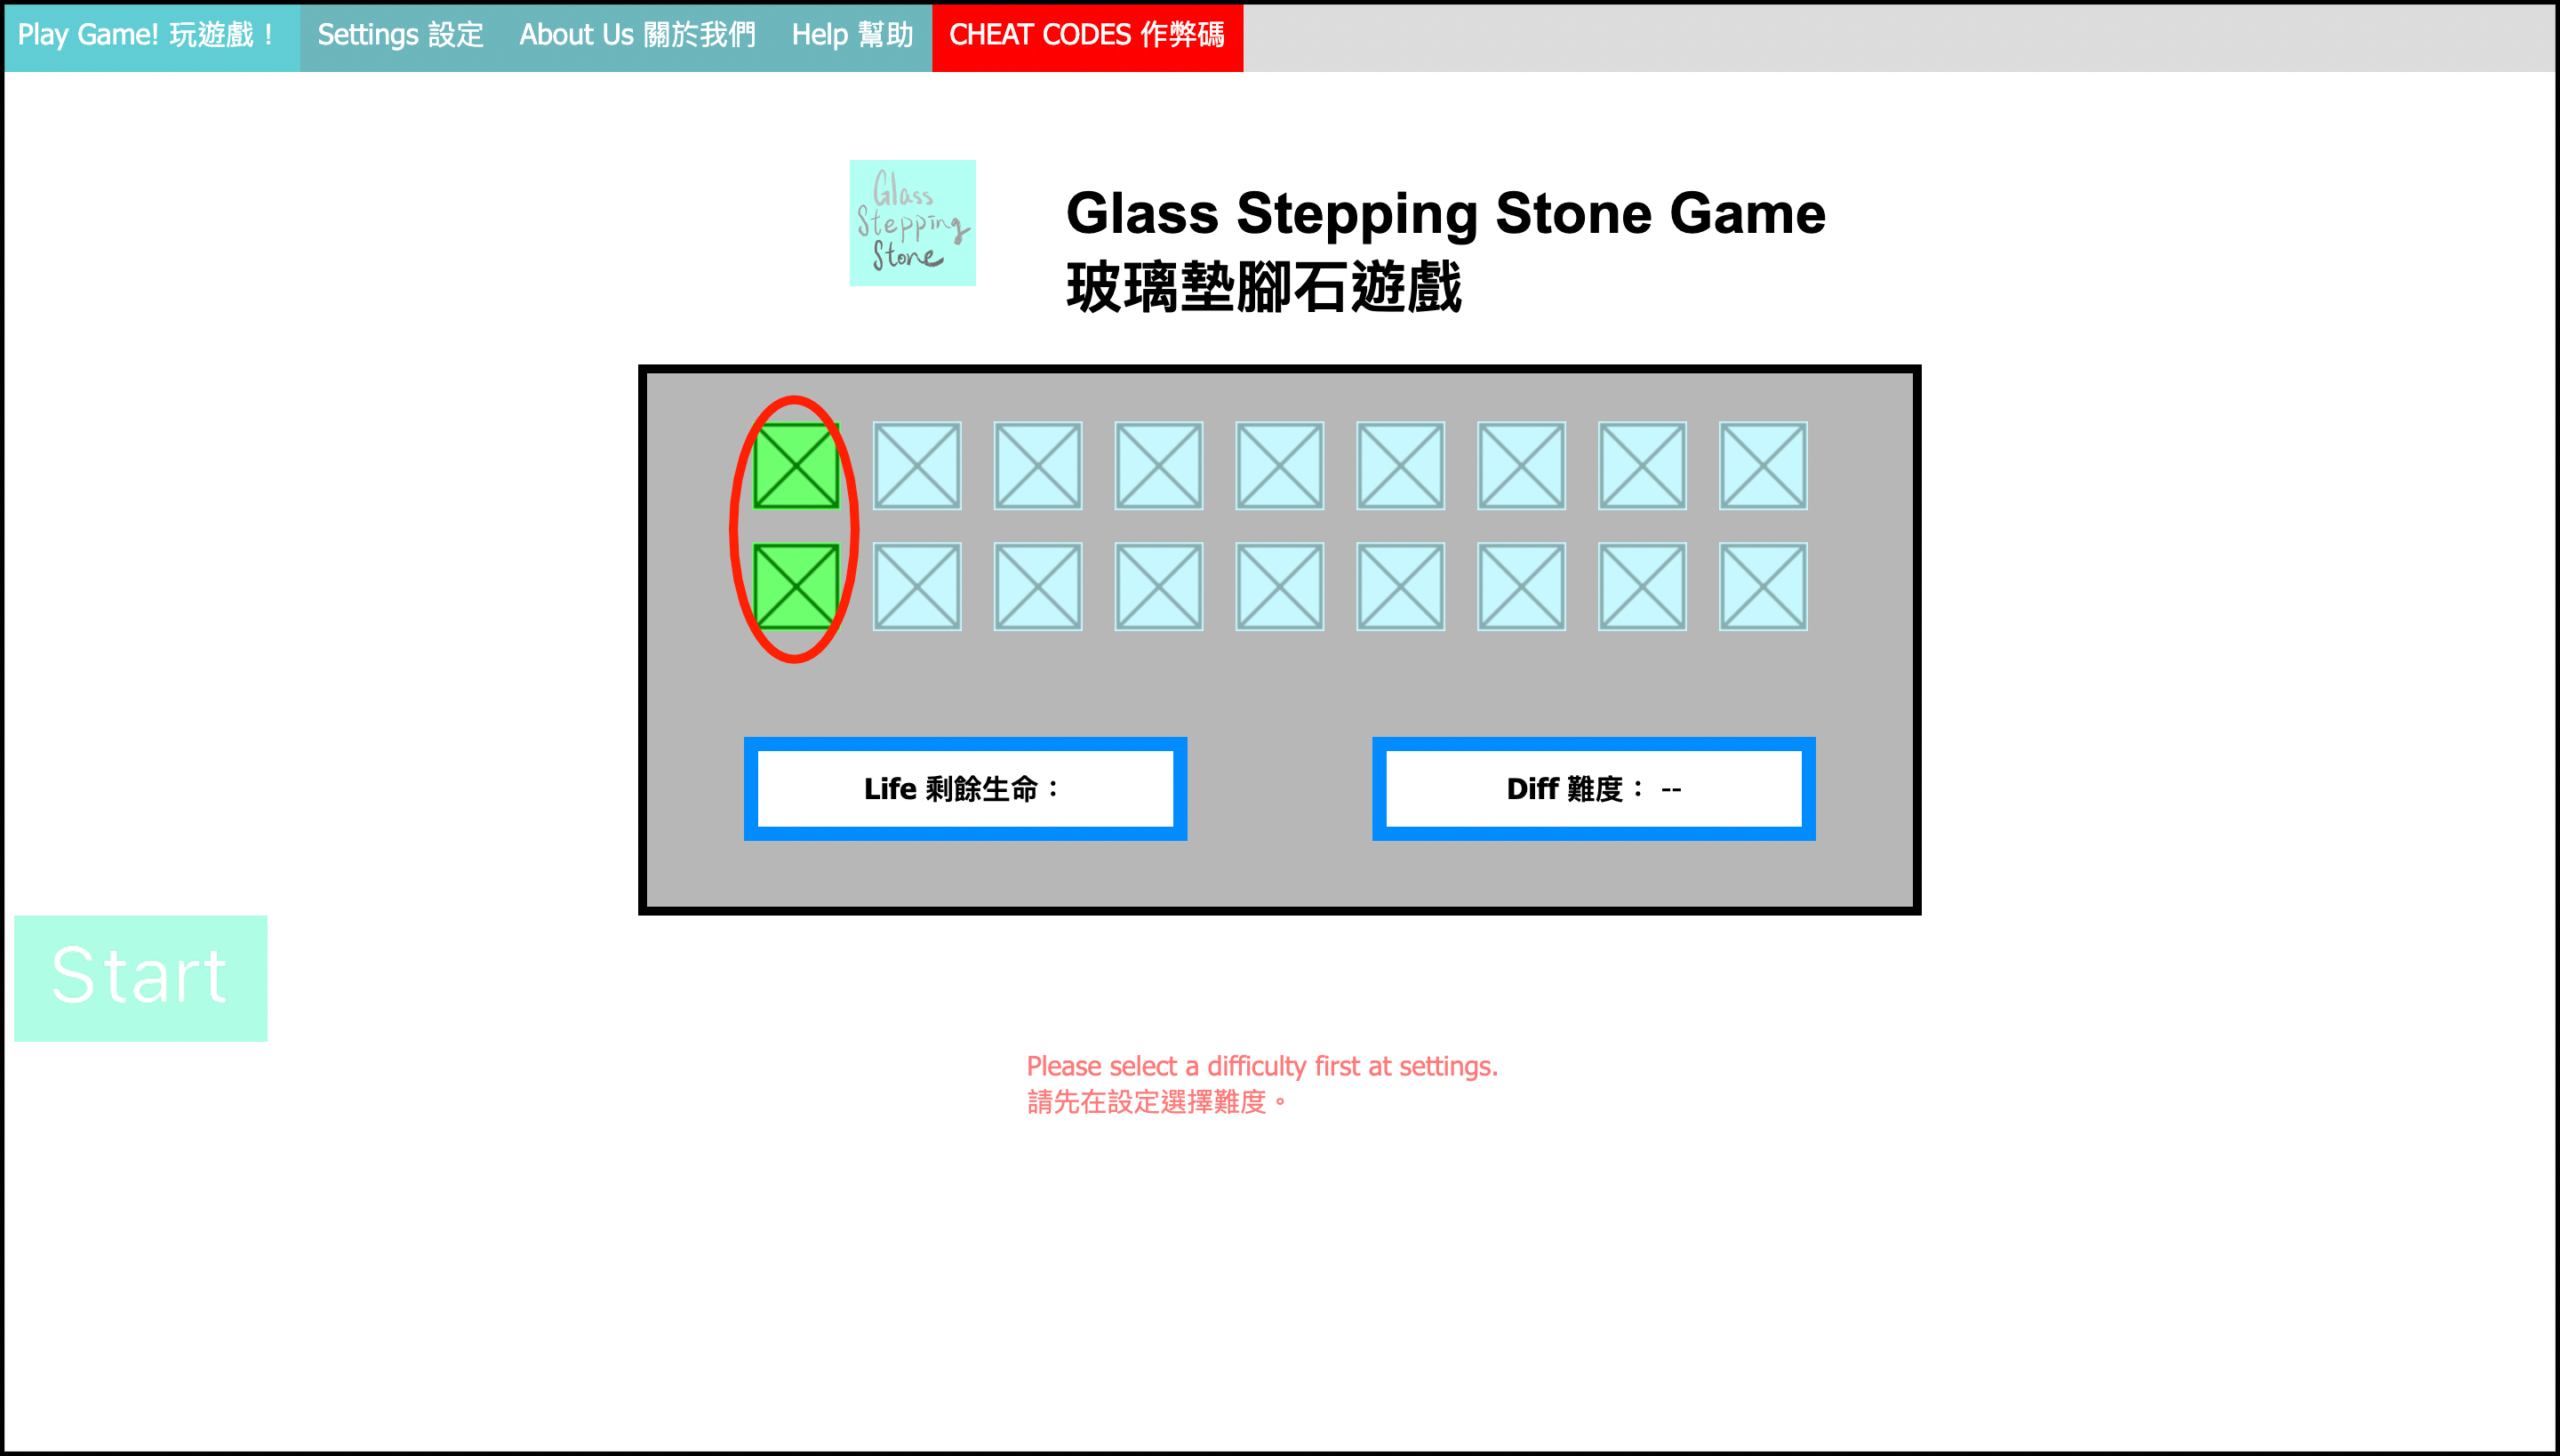 Play Game! 玩遊戲！ Settings 設定 About Us 關於我們 Help 幫助 CHEAT CODES 作弊碼
Glass
Stepping
Stone
Glass Stepping Stone Game
玻璃墊腳石遊戲
Life 剩餘生命： Diff 難度： --
Start
Please select a difficulty first at settings.
請先在設定選擇難度。